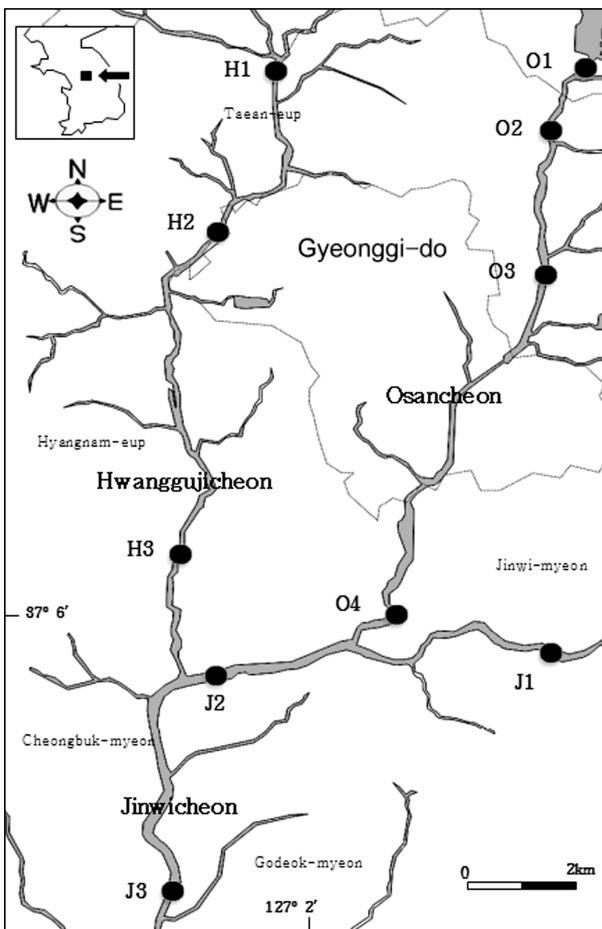 H1
O1
Taean-eup
O2
N
W E
S
H2
Gyeonggi-do
O3
Osancheon
Hyangnam-eup
Hwanggujicheon
H3
Jinwi-myeon
37° 6′
O4
J1
J2
Cheongbuk-myeon
Jinwicheon
Godeok-myeon
J3
0 2km
127° 2′